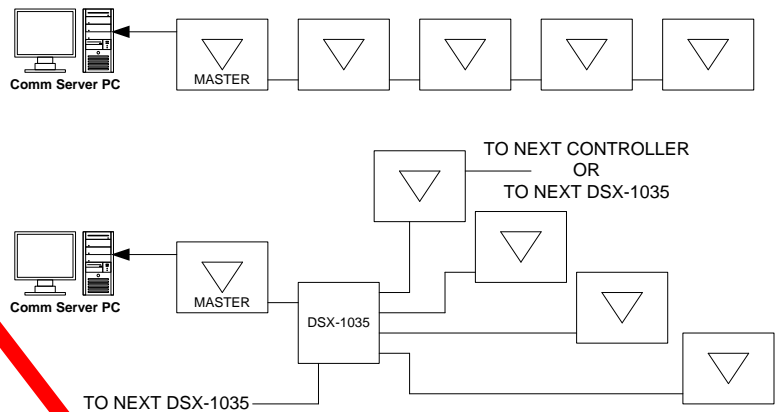 Comm Server PC
MASTER
TO NEXT CONTROLLER
OR
TO NEXT DSX-1035
Comm Server PC
MASTER
DSX-1035
TO NEXT DSX-1035